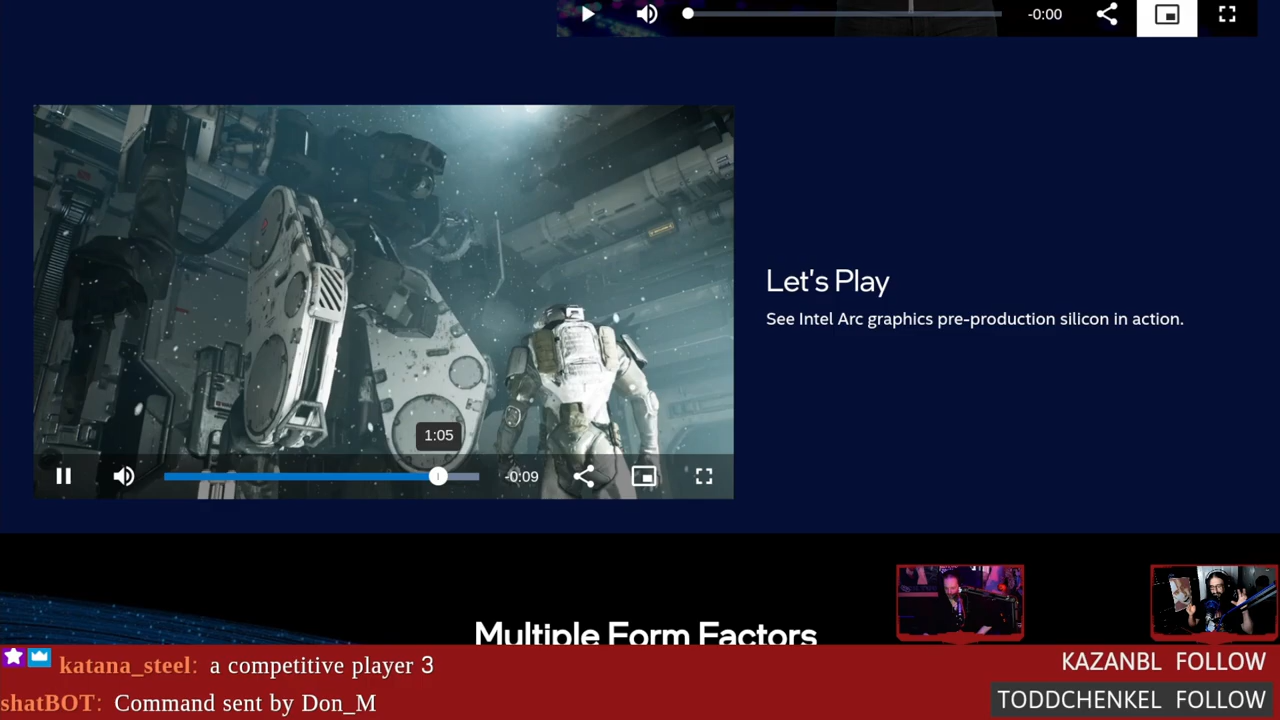 -0:00
Let's Play
See Intel Arc graphics pre-production silicon in action.
1:05
-0:09
Multiple Form Factors
katana_steel: a competitive player 3
shatBOT: Command sent by Don_M
KAZANBL FOLLOW
TODDCHENKEL FOLLOW